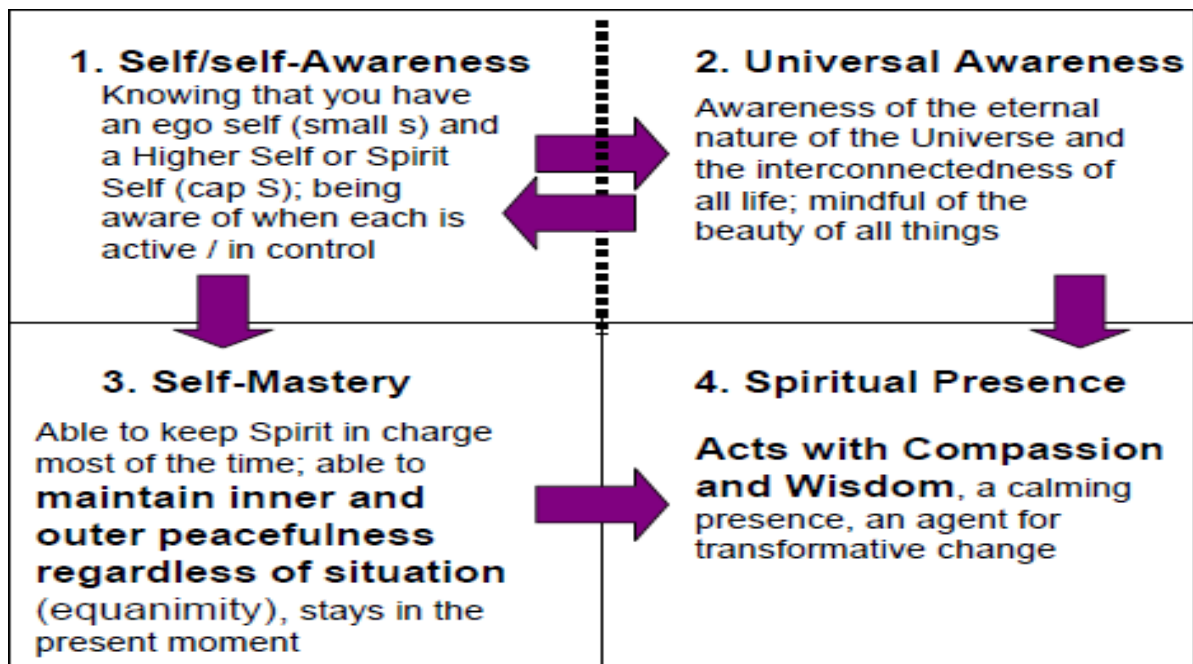 1. Self/self-Awareness
Knowing that you have
an ego self (small s) and
a Higher Self or Spirit
Self (cap S); being
aware of when each is
active / in control
2. Universal Awareness
Awareness of the eternal
nature of the Universe and
the interconnectedness of
all life; mindful of the
beauty of all things
3. Self-Mastery
Able to keep Spirit in charge
most of the time; able to
maintain inner and
outer peacefulness
regardless of situation
(equanimity), stays in the
present moment
4. Spiritual Presence
Acts with Compassion
and Wisdom, a calming
presence, an agent for
transformative change